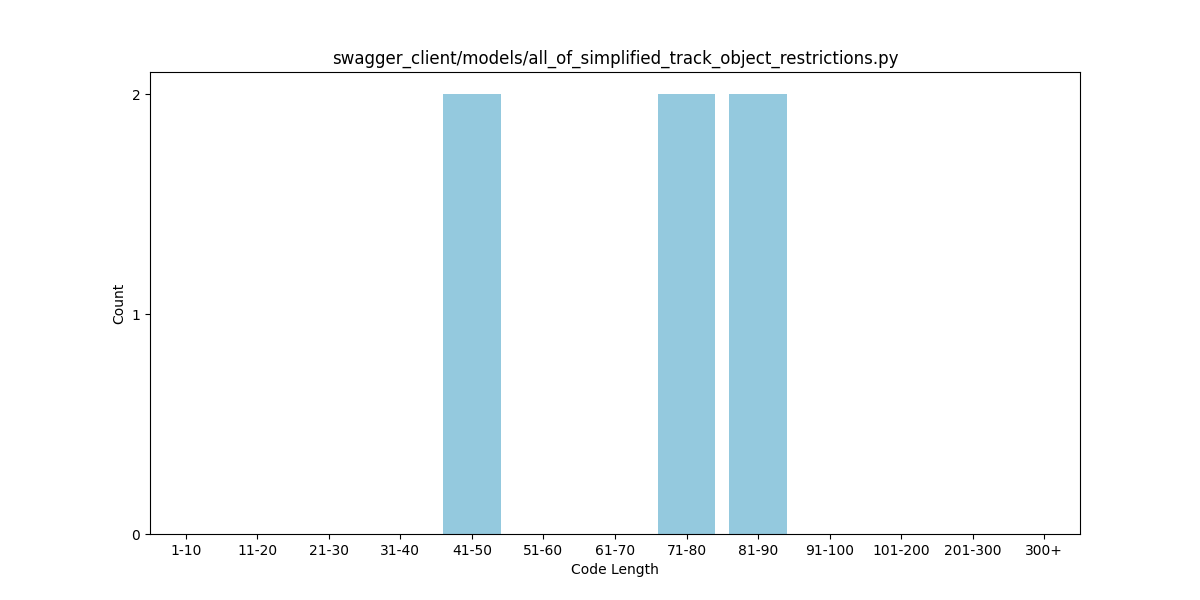 swagger_client/models/all_of_simplified_track_object_restrictions.py
2
1
0
Count
1-10 11-20 21-30 31-40 41-50 51-60 61-70 71-80 81-90 91-100 101-200 201-300 300+
Code Length